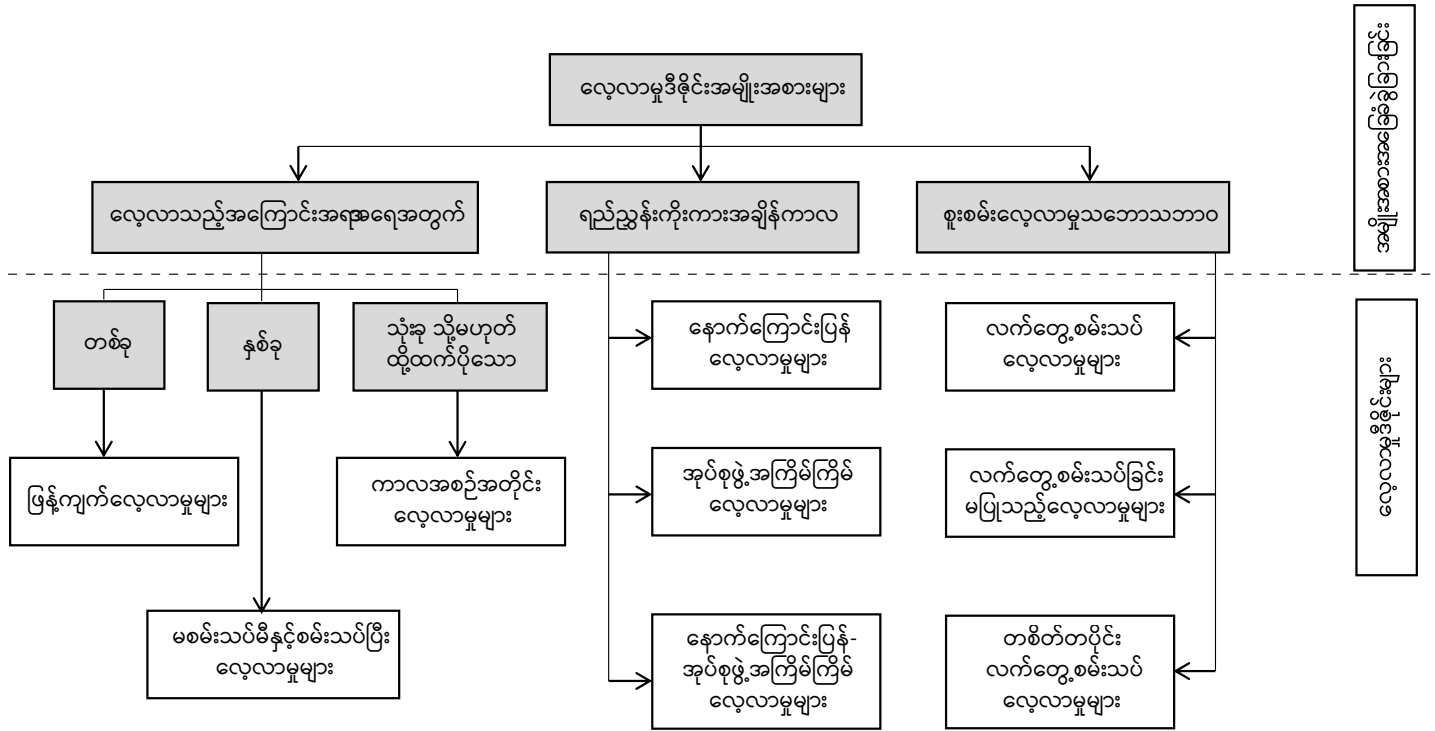 လေ့လာမှုဒီဇိုင်းအမျိုးအစားများ
လေ့လာသည့်အကြောင်းအရာအရေအတွက်
ရည်ညွှန်းကိုးကားအချိန်ကာလ
စူးစမ်းလေ့လာမှုသဘောသဘာဝ
တစ်ခု
နှစ်ခု
သုံးခု သို့မဟုတ်
ထို့ထက်ပိုသော
ဖြန့်ကျက်လေ့လာမှုများ
ကာလအစဉ်အတိုင်း
လေ့လာမှုများ
မစမ်းသပ်မီနှင့်စမ်းသပ်ပြီး
လေ့လာမှုများ
နောက်ကြောင်းပြန်
လေ့လာမှုများ
အုပ်စုဖွဲ့အကြိမ်ကြိမ်
လေ့လာမှုများ
နောက်ကြောင်းပြန်-
အုပ်စုဖွဲ့အကြိမ်ကြိမ်
လေ့လာမှုများ
လက်တွေ့စမ်းသပ်
လေ့လာမှုများ
လက်တွေ့စမ်းသပ်ခြင်း
မပြုသည့်လေ့လာမှုများ
တစိတ်တပိုင်း
လက်တွေ့စမ်းသပ်
လေ့လာမှုများ